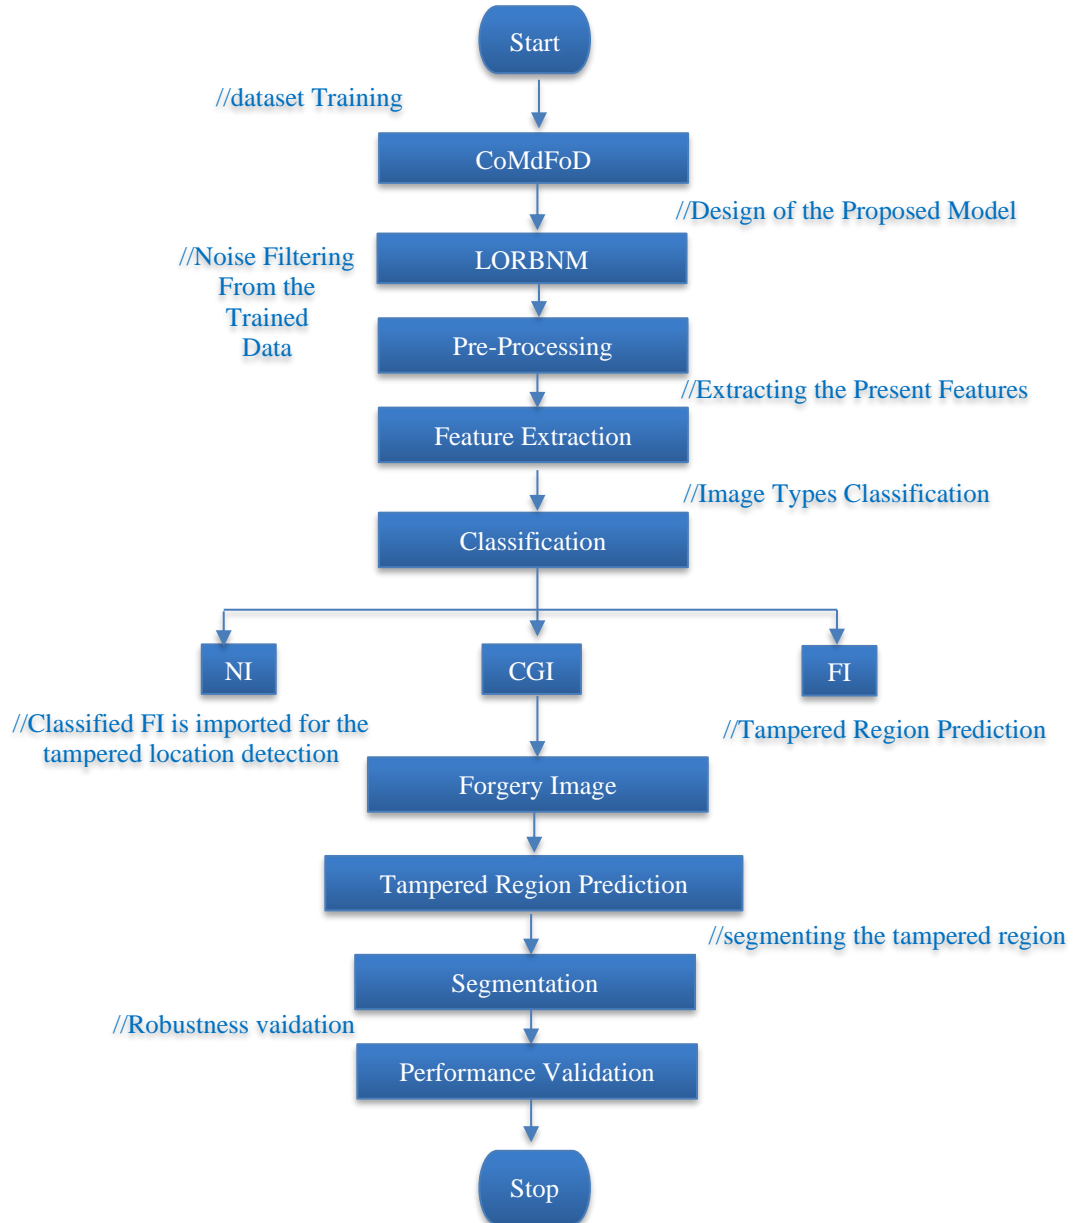 Start
//dataset Training
CoMdFoD
//Design of the Proposed Model
//Noise Filtering
From the
Trained
Data
LORBNM
Pre-Processing
//Extracting the Present Features
Feature Extraction
//Image Types Classification
Classification
NI
CGI
FI
//Classified FI is imported for the
tampered location detection
//Tampered Region Prediction
Forgery Image
Tampered Region Prediction
//segmenting the tampered region
Segmentation
//Robustness vaidation
Performance Validation
Stop